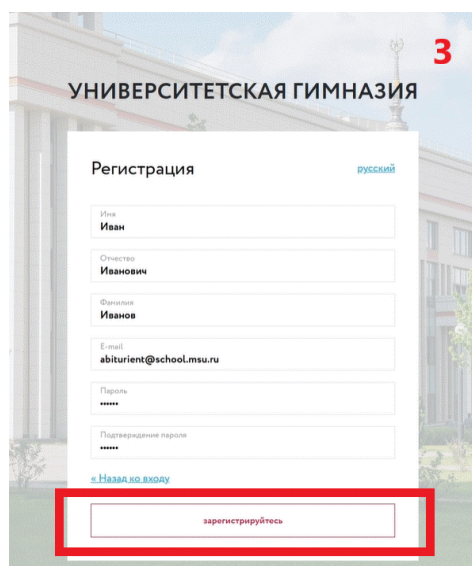 3
УНИВЕРСИТЕТСКАЯ ГИМНАЗИЯ
Регистрация
русский
Имя
Иван
Отчество
Иванович
Фамилия
Иванов
E-mail
abiturient@school.msu.ru
Пароль
••••••
Подтверждение пароля
••••••
« Назад ко входу
зарегистрируйтесь